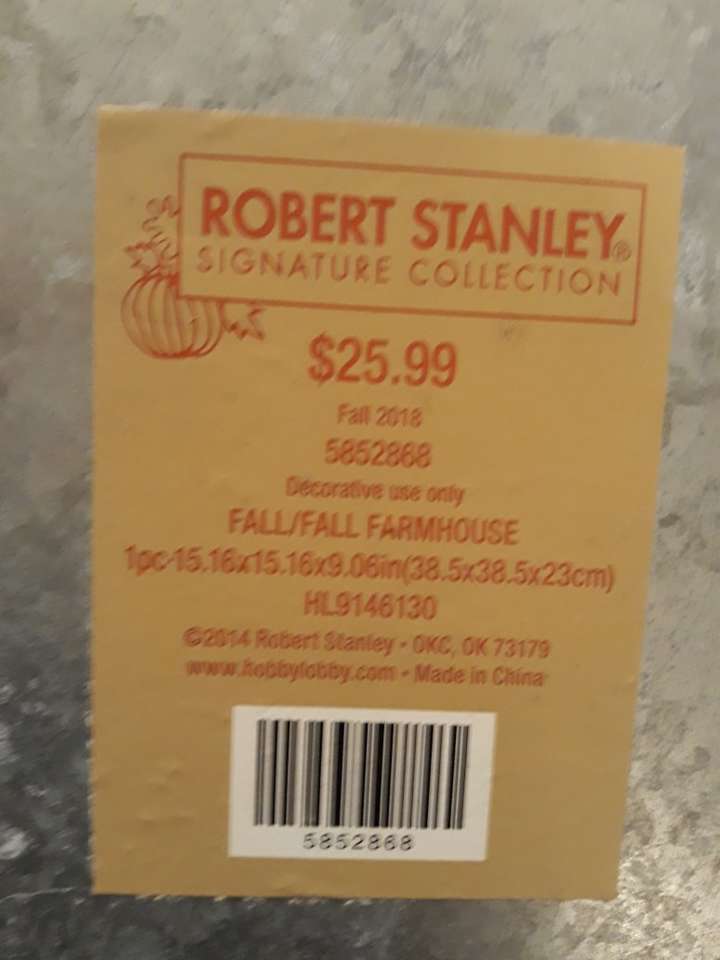 ROBERT STANLEY®
SIGNATURE COLLECTION
$25.99
Fall 2018
5852868
Decorative use only
FALL/FALL FARMHOUSE
1pc-15.16x15.16x9.06in(38.5x38.5x23cm)
HL9146130
©2014 Robert Stanley • OKC, OK 73179
www.hobbylobby.com • Made in China
5852868